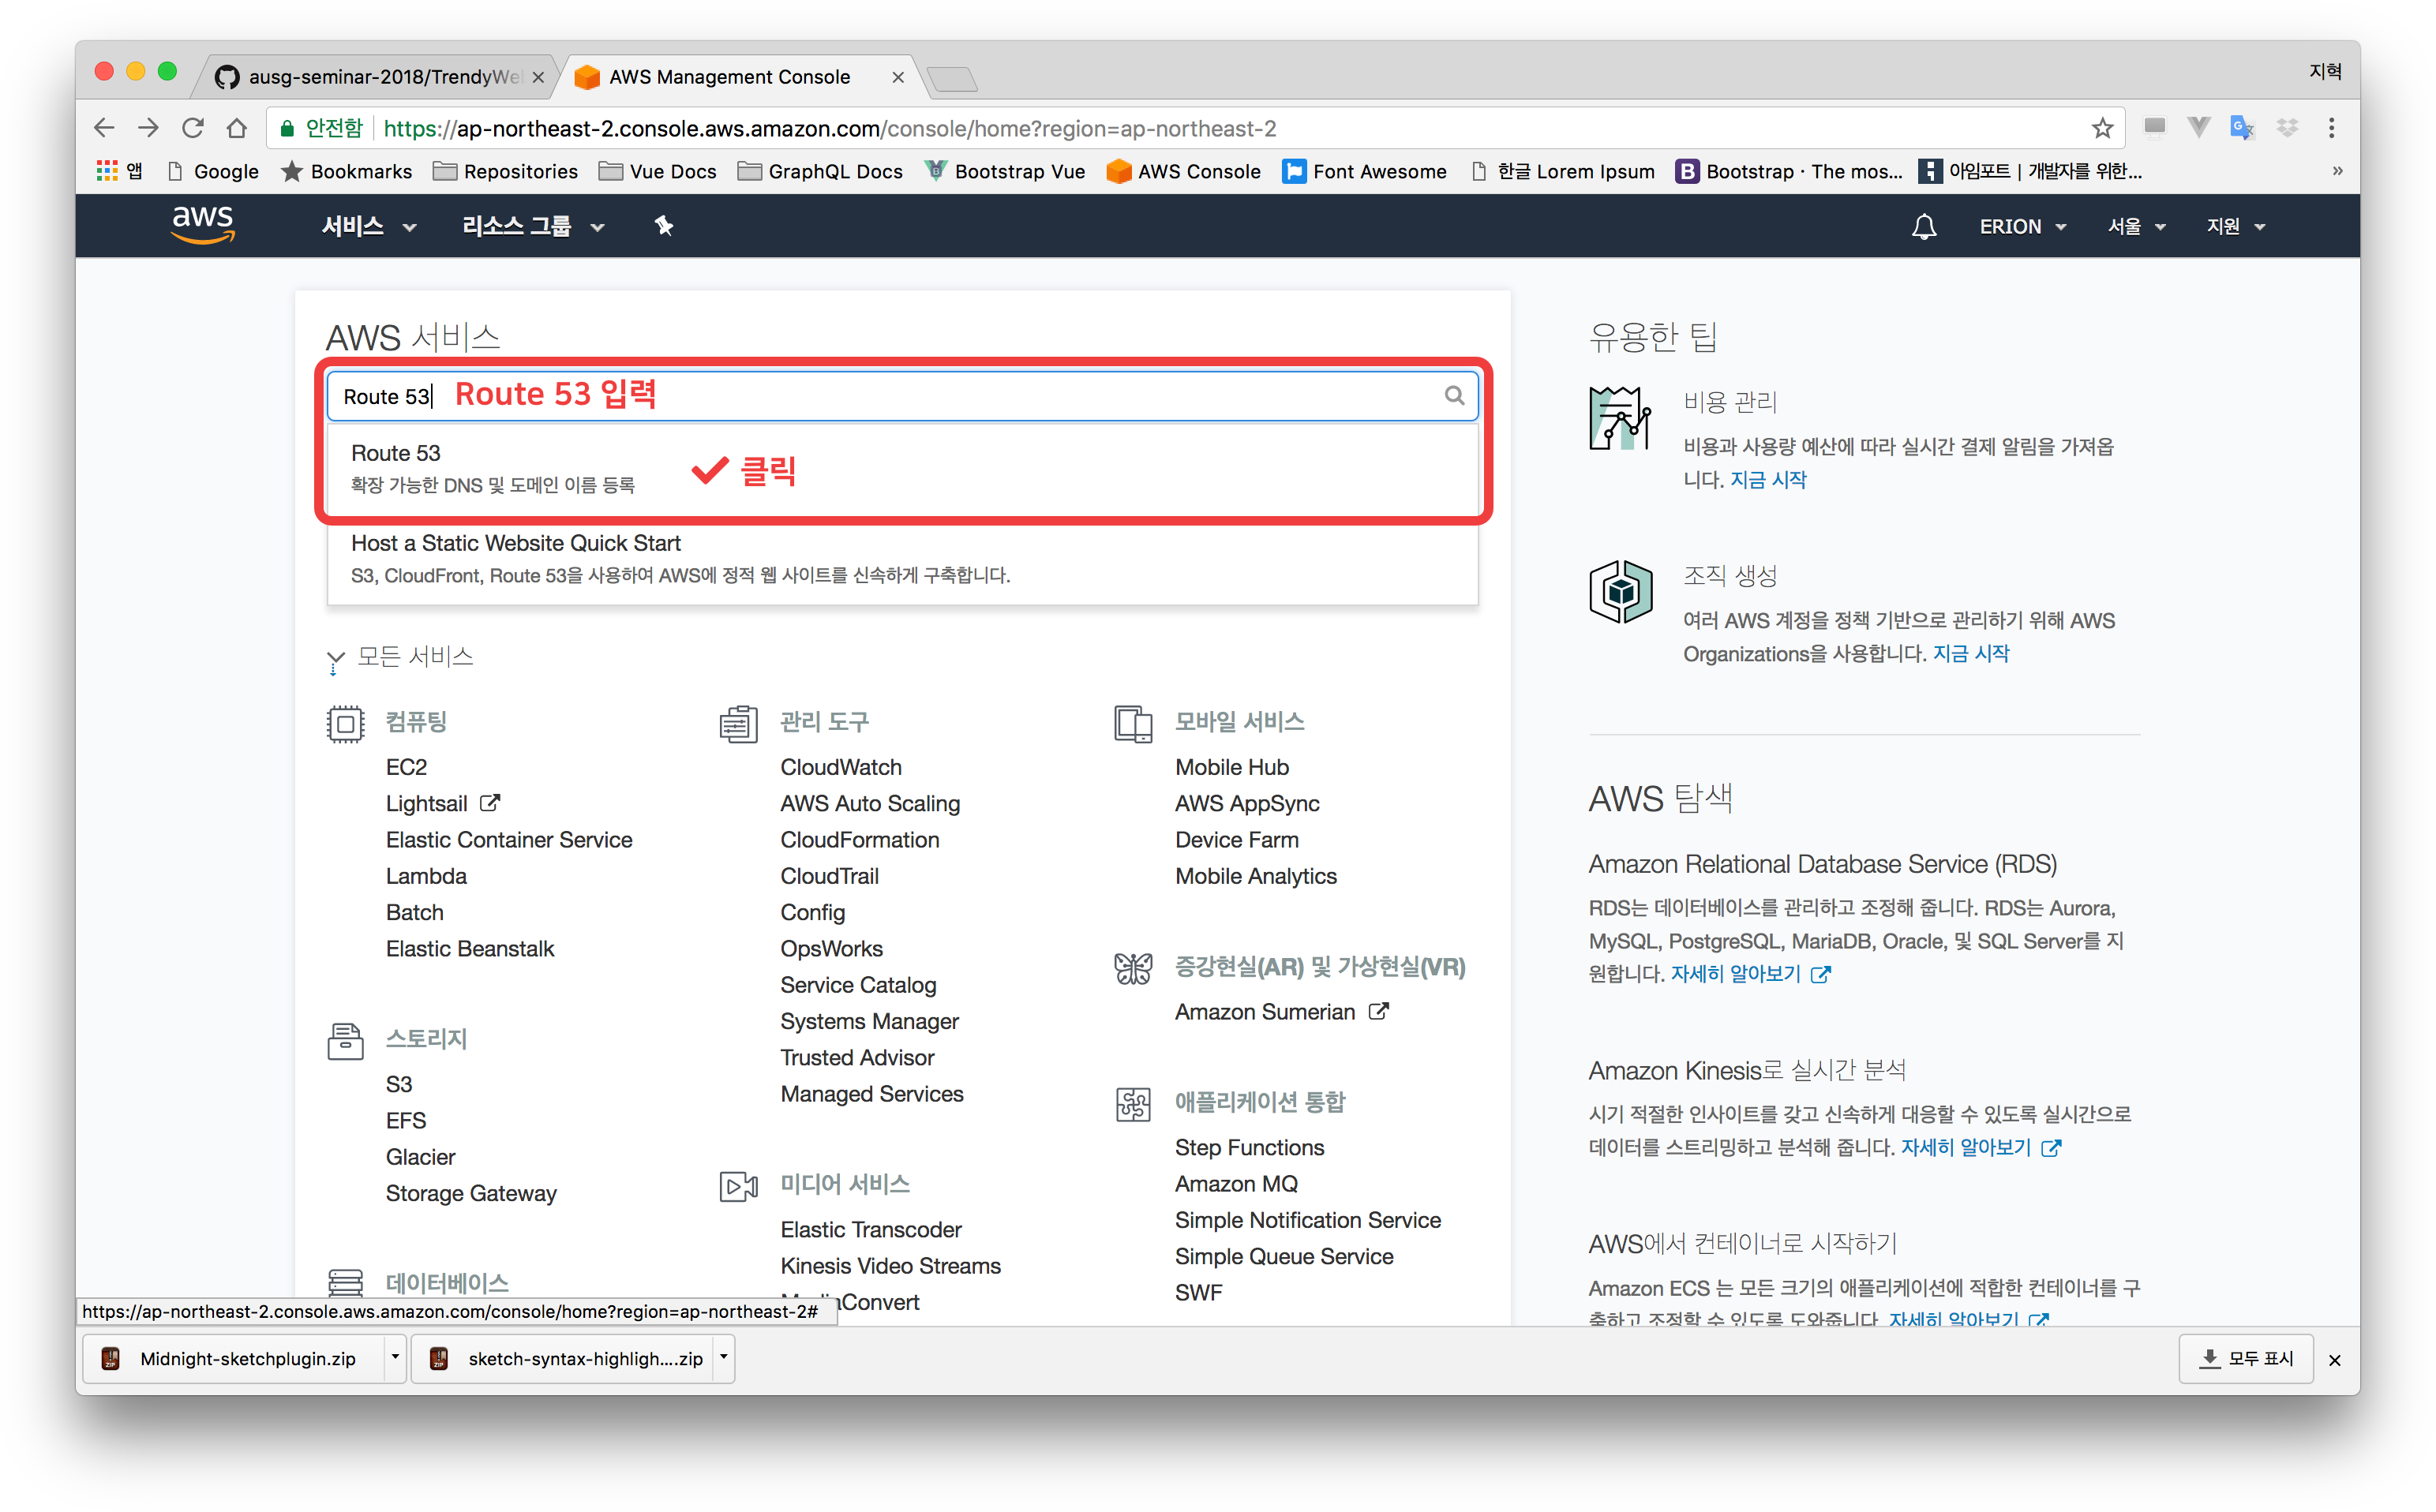 ausg-seminar-2018/TrendyWe
AWS Management Console
지혁
안전함
https://ap-northeast-2.console.aws.amazon.com/console/home?region=ap-northeast-2
앱
Google
Bookmarks
Repositories
Vue Docs
GraphQL Docs
Bootstrap Vue
AWS Console
Font Awesome
한글 Lorem Ipsum
Bootstrap · The mos...
아임포트 | 개발자를 위한...
»
aws
서비스
리소스 그룹
ERION
서울
지원
AWS 서비스
Route 53
Route 53 입력
Route 53
확장 가능한 DNS 및 도메인 이름 등록
클릭
Host a Static Website Quick Start
S3, CloudFront, Route 53을 사용하여 AWS에 정적 웹 사이트를 신속하게 구축합니다.
모든 서비스
컴퓨팅
EC2
Lightsail
Elastic Container Service
Lambda
Batch
Elastic Beanstalk
스토리지
S3
EFS
Glacier
Storage Gateway
데이터베이스
관리 도구
CloudWatch
AWS Auto Scaling
CloudFormation
CloudTrail
Config
OpsWorks
Service Catalog
Systems Manager
Trusted Advisor
Managed Services
미디어 서비스
Elastic Transcoder
Kinesis Video Streams
aConvert
모바일 서비스
Mobile Hub
AWS AppSync
Device Farm
Mobile Analytics
증강현실(AR) 및 가상현실(VR)
Amazon Sumerian
애플리케이션 통합
Step Functions
Amazon MQ
Simple Notification Service
Simple Queue Service
SWF
유용한 팁
비용 관리
비용과 사용량 예산에 따라 실시간 결제 알림을 가져옵
니다. 지금 시작
조직 생성
여러 AWS 계정을 정책 기반으로 관리하기 위해 AWS
Organizations을 사용합니다. 지금 시작
AWS 탐색
Amazon Relational Database Service (RDS)
RDS는 데이터베이스를 관리하고 조정해 줍니다. RDS는 Aurora,
MySQL, PostgreSQL, MariaDB, Oracle, 및 SQL Server를 지
원합니다. 자세히 알아보기
Amazon Kinesis로 실시간 분석
시기 적절한 인사이트를 갖고 신속하게 대응할 수 있도록 실시간으로
데이터를 스트리밍하고 분석해 줍니다. 자세히 알아보기
AWS에서 컨테이너로 시작하기
Amazon ECS 는 모든 크기의 애플리케이션에 적합한 컨테이너를 구
축하고 조정할 수 있도록 도와줍니다. 자세히 알아보기
https://ap-northeast-2.console.aws.amazon.com/console/home?region=ap-northeast-2#
Midnight-sketchplugin.zip
sketch-syntax-highligh....zip
모두 표시